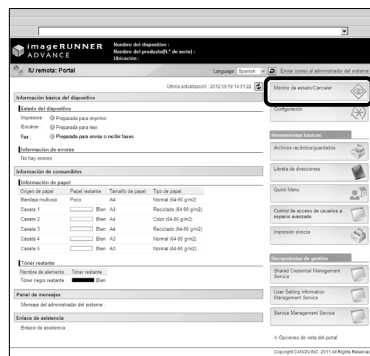 imageRUNNER
ADVANCE
Nombre del dispositivo :
Nombre del producto(N.º de serie) :
Ubicación :
IU remota: Portal
Language: Spanish
Enviar correo al administrador del sistema
Última actualización : 2012 05/10 14:31:22
Información básica del dispositivo
Estado del dispositivo
Impresora : Preparada para imprimir.
Escáner : Preparada para leer.
Fax : Preparada para enviar o recibir faxes.
Información de errores
No hay errores.
Información de consumibles
Información de papel
Origen de papel Papel restante Tamaño de papel Tipo de papel
Bandeja multiuso Poco A4 Normal (64-90 g/m2)
Casete 1 Bien A4 Reciclado (64-90 g/m2)
Casete 2 Bien A4 Color (64-90 g/m2)
Casete 3 Bien A4 Reciclado (64-90 g/m2)
Casete 4 Bien A3 Normal (64-90 g/m2)
Casete 5 Bien A3 Normal (64-90 g/m2)
Tóner restante
Nombre de elemento Tóner restante
Tóner negro restante Bien
Panel de mensajes
Mensaje del administrador del sistema
Enlace de asistencia
Enlace de asistencia
Monitor de estado/Cancelar
Configuración
Herramientas básicas
Archivos recibidos/guardados
Libreta de direcciones
Quick Menu
Control de acceso de usuarios a
espacio avanzado
Impresión directa
Herramientas de gestión
Shared Credential Management
Service
User Setting Information
Management Service
Service Management Service
Opciones de vista del portal
Copyright CANON INC. 2011 All Rights Reserved